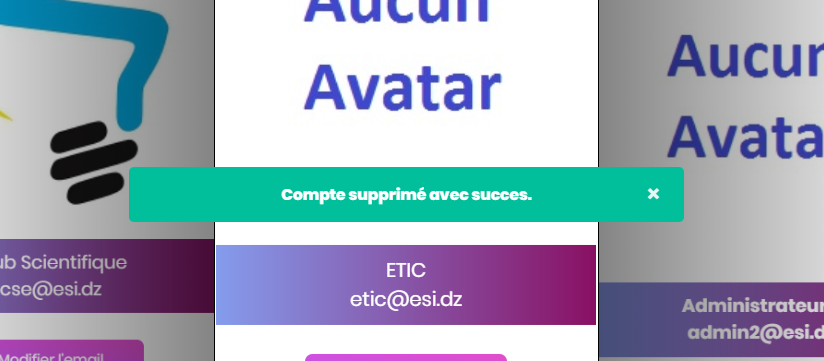 Aucun
Avatar
Aucun
Avatar
Compte supprimé avec succes.
×
ub Scientifique
cse@esi.dz
ETIC
etic@esi.dz
Administrateur
admin2@esi.d
Modifier l'email